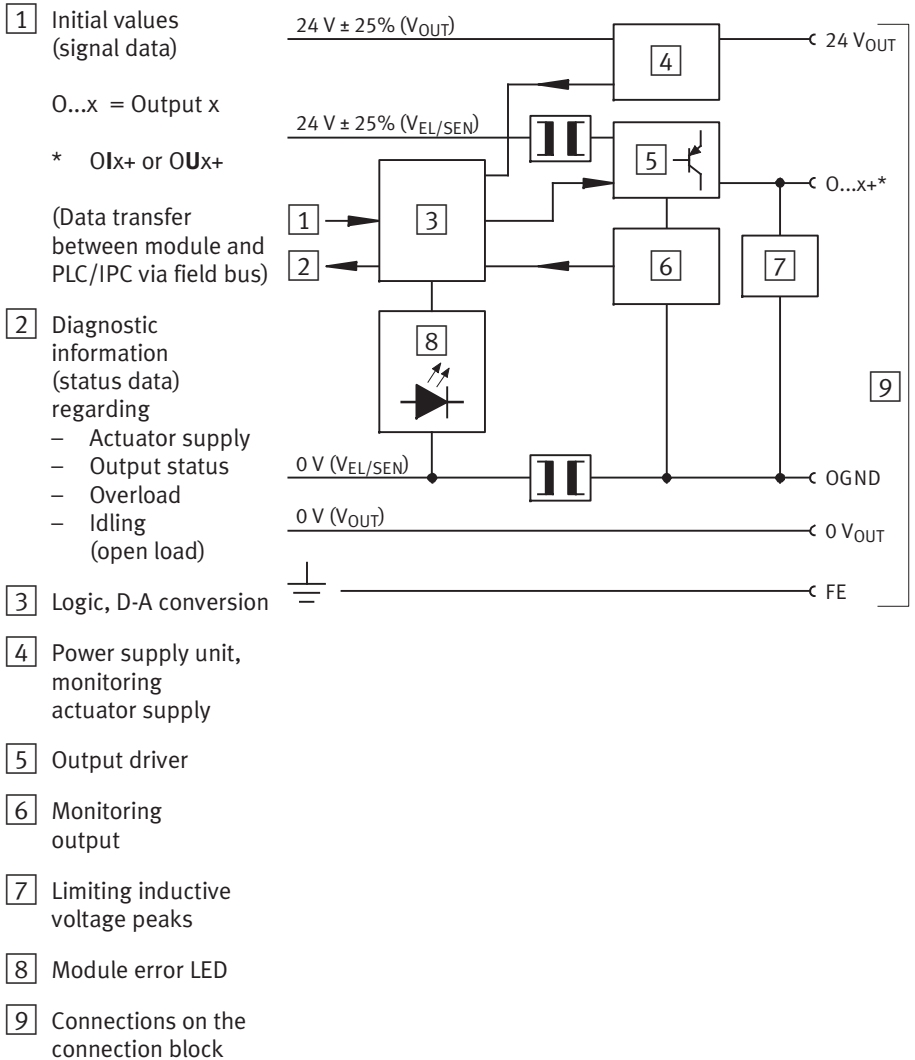 1 Initial values
(signal data)
O...x = Output x
* OIx+ or OUx+
(Data transfer
between module and
PLC/IPC via field bus)
2 Diagnostic
information
(status data)
regarding
– Actuator supply
– Output status
– Overload
– Idling
(open load)
3 Logic, D-A conversion
4 Power supply unit,
monitoring
actuator supply
5 Output driver
6 Monitoring
output
7 Limiting inductive
voltage peaks
8 Module error LED
9 Connections on the
connection block
24 V ± 25% (VOUT)
4
24 VOUT
24 V ± 25% (VEL/SEN)
5
O...x+*
1
3
2
6
7
8
9
0 V (VEL/SEN)
OGND
0 V (VOUT)
0 VOUT
FE